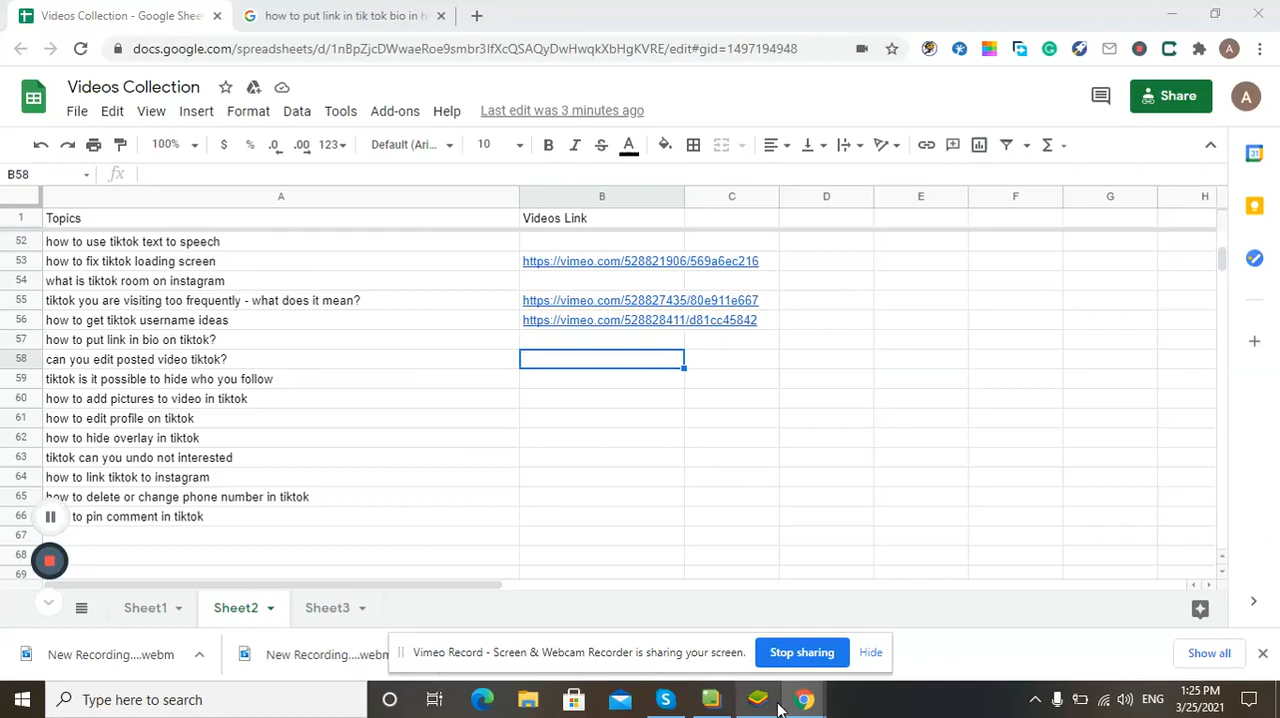 Videos Collection - Google Shee
how to put link in tik tok bio in h
docs.google.com/spreadsheets/d/1nBpZjcDWwaeRoe9smbr3IfXcQSAQyDwHwqkXbHgKVRE/edit#gid=1497194948
A
Videos Collection
File Edit View Insert Format Data Tools Add-ons Help Last edit was 3 minutes ago
Share
A
100% $ % .0 .00 123 Default (Ari... 10 B I S A Σ
B58 fx
A B C D E F G H
1 Topics Videos Link
52 how to use tiktok text to speech
53 how to fix tiktok loading screen https://vimeo.com/528821906/569a6ec216
54 what is tiktok room on instagram
55 tiktok you are visiting too frequently - what does it mean? https://vimeo.com/528827435/80e911e667
56 how to get tiktok username ideas https://vimeo.com/528828411/d81cc45842
57 how to put link in bio on tiktok?
58 can you edit posted video tiktok?
59 tiktok is it possible to hide who you follow
60 how to add pictures to video in tiktok
61 how to edit profile on tiktok
62 how to hide overlay in tiktok
63 tiktok can you undo not interested
64 how to link tiktok to instagram
65 how to delete or change phone number in tiktok
66 to pin comment in tiktok
67
68
69
Sheet1 Sheet2 Sheet3
New Recording....webm
New Recording....webm
Vimeo Record - Screen & Webcam Recorder is sharing your screen. Stop sharing Hide
Show all
Type here to search
ENG
1:25 PM
3/25/2021